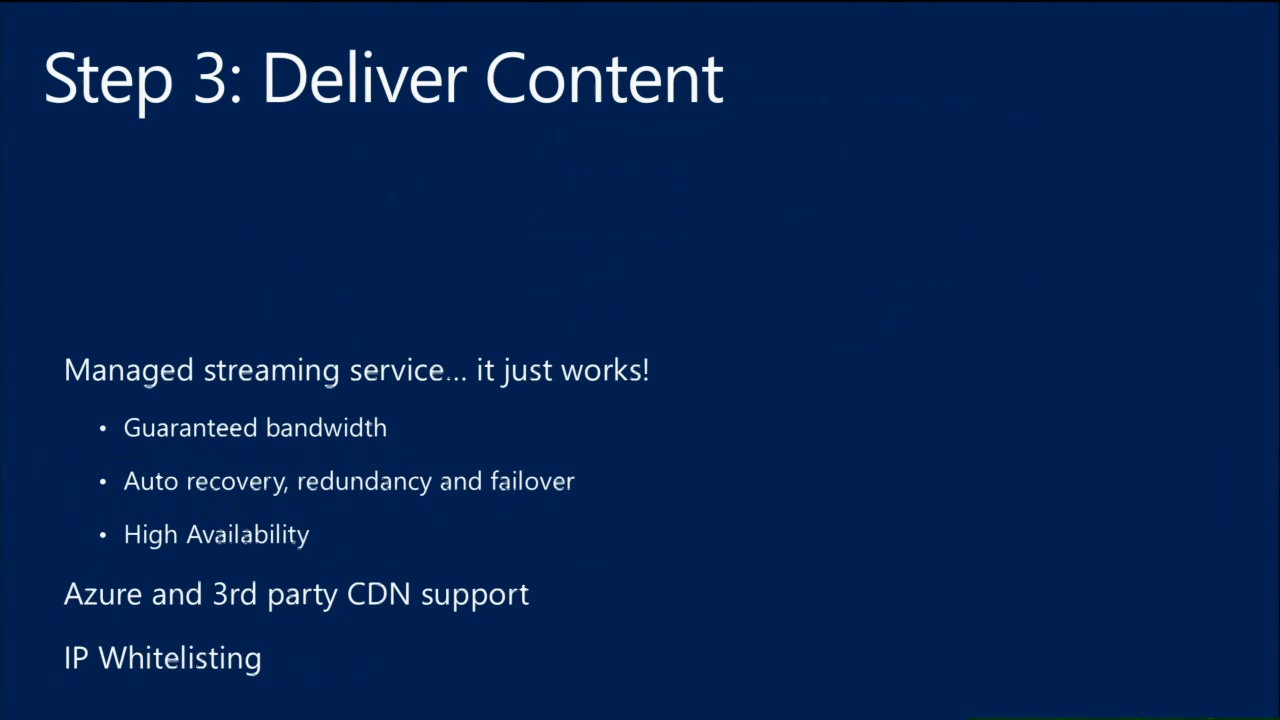 Step 3: Deliver Content
Managed streaming service... it just works!
• Guaranteed bandwidth
• Auto recovery, redundancy and failover
• High Availability
Azure and 3rd party CDN support
IP Whitelisting